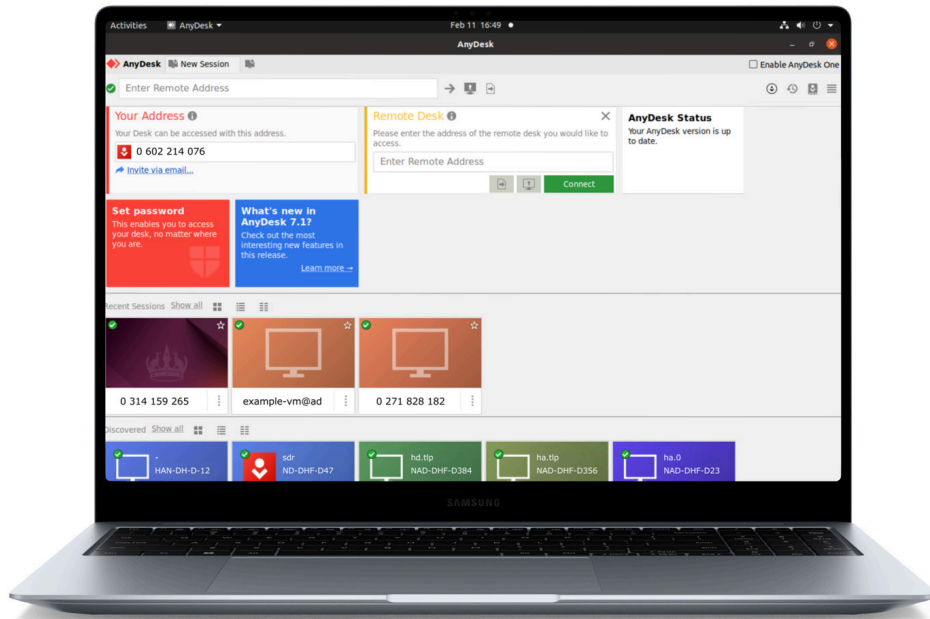 Activities AnyDesk Feb 11 16:49
AnyDesk
AnyDesk New Session Enable AnyDesk One
Enter Remote Address
Your Address
Your Desk can be accessed with this address.
0 602 214 076
Invite via email...
Remote Desk
Please enter the address of the remote desk you would like to
access.
Enter Remote Address
Connect
AnyDesk Status
Your AnyDesk version is up
to date.
Set password
This enables you to access
your desk, no matter where
you are.
What's new in
AnyDesk 7.1?
Check out the most
interesting new features in
this release.
Learn more →
Recent Sessions Show all
0 314 159 265
example-vm@ad
0 271 828 182
Discovered Show all
-
HAN-DH-D-12
sdr
ND-DHF-D47
hd.tlp
NAD-DHF-D384
ha.tlp
NAD-DHF-D356
ha.0
NAD-DHF-D23
SAMSUNG